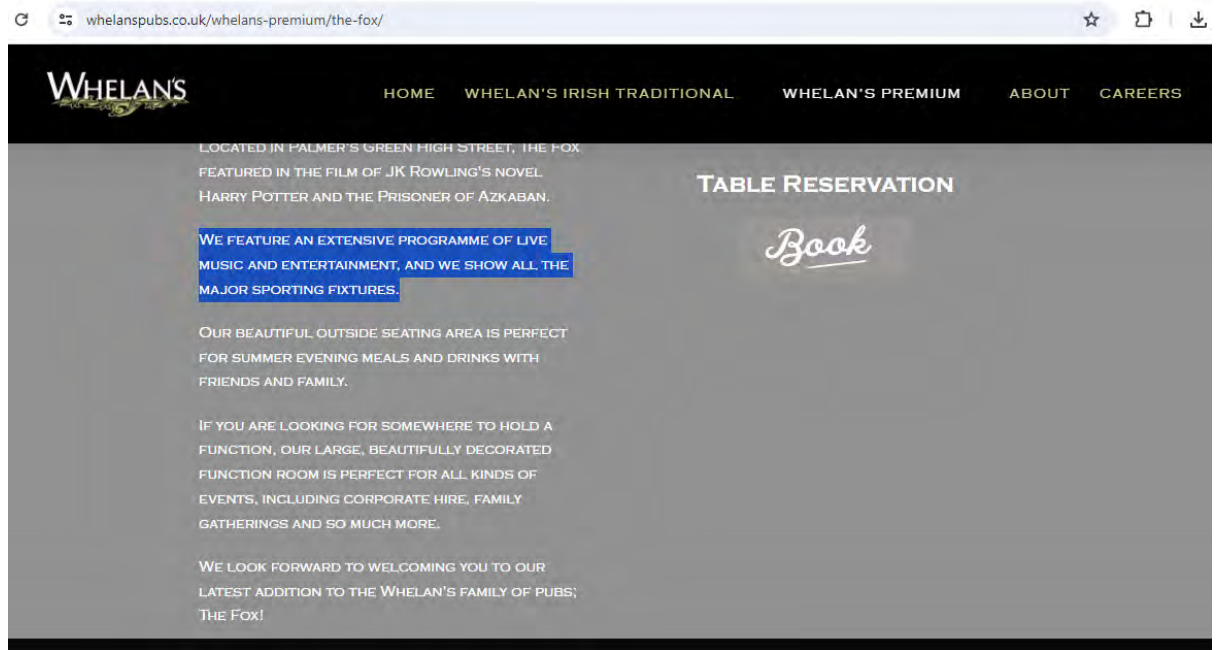 whelanspubs.co.uk/whelans-premium/the-fox/
WHELAN'S
HOME WHELAN'S IRISH TRADITIONAL WHELAN'S PREMIUM ABOUT CAREERS
LOCATED IN PALMER'S GREEN HIGH STREET, THE FOX
FEATURED IN THE FILM OF JK ROWLING'S NOVEL
HARRY POTTER AND THE PRISONER OF AZKABAN.
WE FEATURE AN EXTENSIVE PROGRAMME OF LIVE
MUSIC AND ENTERTAINMENT, AND WE SHOW ALL THE
MAJOR SPORTING FIXTURES.
OUR BEAUTIFUL OUTSIDE SEATING AREA IS PERFECT
FOR SUMMER EVENING MEALS AND DRINKS WITH
FRIENDS AND FAMILY.
IF YOU ARE LOOKING FOR SOMEWHERE TO HOLD A
FUNCTION, OUR LARGE, BEAUTIFULLY DECORATED
FUNCTION ROOM IS PERFECT FOR ALL KINDS OF
EVENTS, INCLUDING CORPORATE HIRE, FAMILY
GATHERINGS AND SO MUCH MORE.
WE LOOK FORWARD TO WELCOMING YOU TO OUR
LATEST ADDITION TO THE WHELAN'S FAMILY OF PUBS;
THE FOX!
TABLE RESERVATION
Book